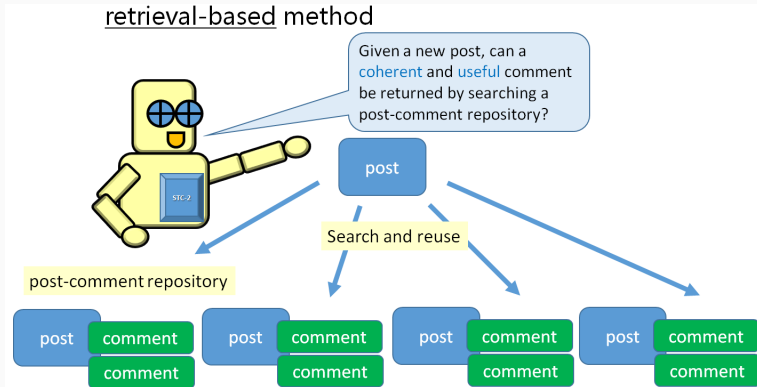 retrieval-based method
Given a new post, can a
coherent and useful comment
be returned by searching a
post-comment repository?
post
STC-2
Search and reuse
post-comment repository
post
comment
comment
post
comment
comment
post
comment
comment
post
comment
comment